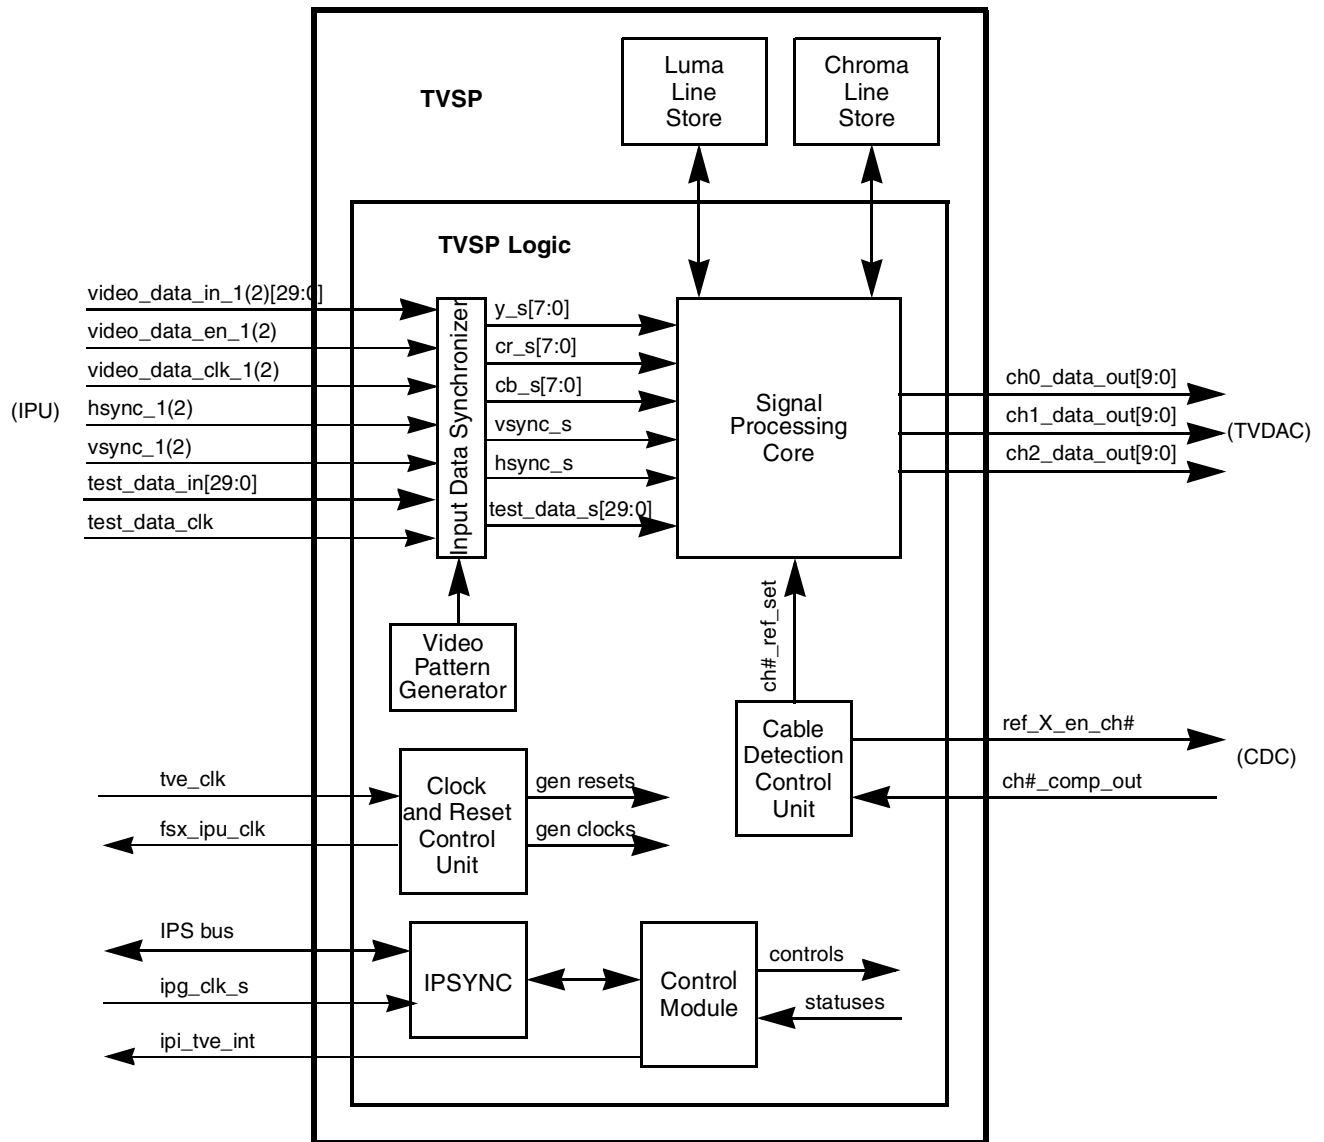 TVSP
Luma
Line
Store
Chroma
Line
Store
TVSP Logic
(IPU)
video_data_in_1(2)[29:0]
video_data_en_1(2)
video_data_clk_1(2)
hsync_1(2)
vsync_1(2)
test_data_in[29:0]
test_data_clk
Input Data Synchronizer
y_s[7:0]
cr_s[7:0]
cb_s[7:0]
vsync_s
hsync_s
test_data_s[29:0]
Signal
Processing
Core
ch0_data_out[9:0]
ch1_data_out[9:0]
ch2_data_out[9:0]
(TVDAC)
Video
Pattern
Generator
ch#_ref_set
Cable
Detection
Control
Unit
ref_X_en_ch#
ch#_comp_out
(CDC)
tve_clk
fsx_ipu_clk
Clock
and Reset
Control
Unit
gen resets
gen clocks
IPS bus
ipg_clk_s
ipi_tve_int
IPSYNC
Control
Module
controls
statuses